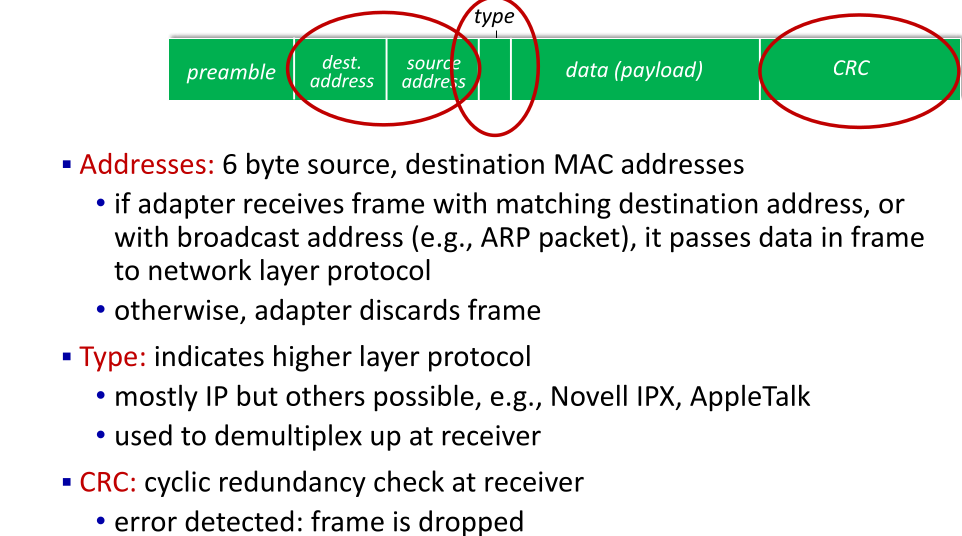 type
preamble
dest.
address
source
address
data (payload)
CRC
▪ Addresses: 6 byte source, destination MAC addresses
• if adapter receives frame with matching destination address, or
with broadcast address (e.g., ARP packet), it passes data in frame
to network layer protocol
• otherwise, adapter discards frame
▪ Type: indicates higher layer protocol
• mostly IP but others possible, e.g., Novell IPX, AppleTalk
• used to demultiplex up at receiver
▪ CRC: cyclic redundancy check at receiver
• error detected: frame is dropped